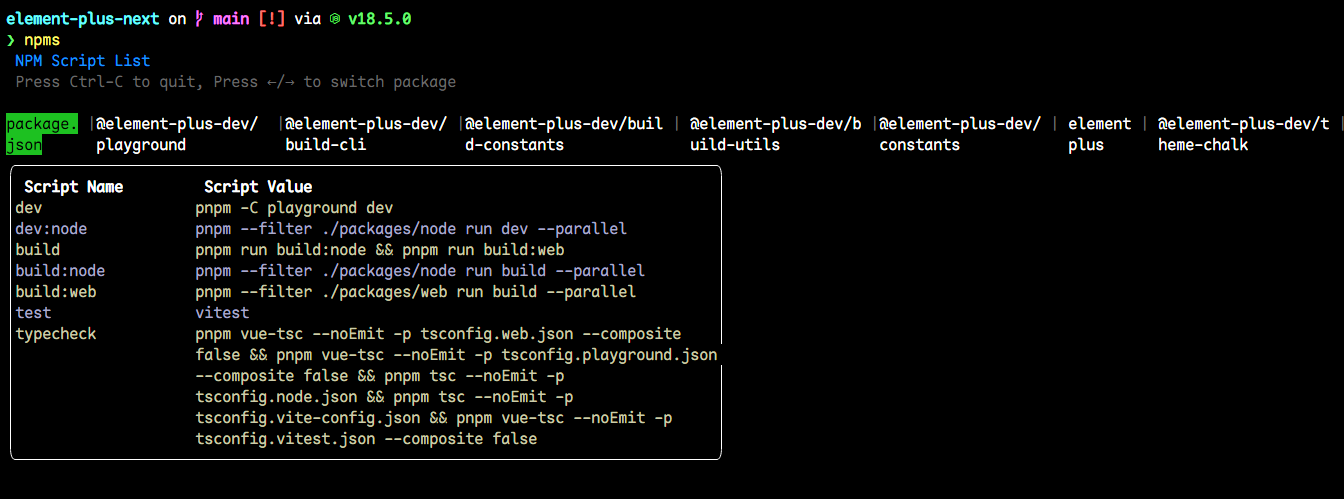 element-plus-next on main [!] via v18.5.0
❯ npms
NPM Script List
Press Ctrl-C to quit, Press ←/→ to switch package
package. |@element-plus-dev/ |@element-plus-dev/ |@element-plus-dev/buil | @element-plus-dev/b |@element-plus-dev/ | element | @element-plus-dev/t |
json playground build-cli d-constants uild-utils constants plus heme-chalk
Script Name Script Value
dev pnpm -C playground dev
dev:node pnpm --filter ./packages/node run dev --parallel
build pnpm run build:node && pnpm run build:web
build:node pnpm --filter ./packages/node run build --parallel
build:web pnpm --filter ./packages/web run build --parallel
test vitest
typecheck pnpm vue-tsc --noEmit -p tsconfig.web.json --composite
false && pnpm vue-tsc --noEmit -p tsconfig.playground.json
--composite false && pnpm tsc --noEmit -p
tsconfig.node.json && pnpm tsc --noEmit -p
tsconfig.vite-config.json && pnpm vue-tsc --noEmit -p
tsconfig.vitest.json --composite false